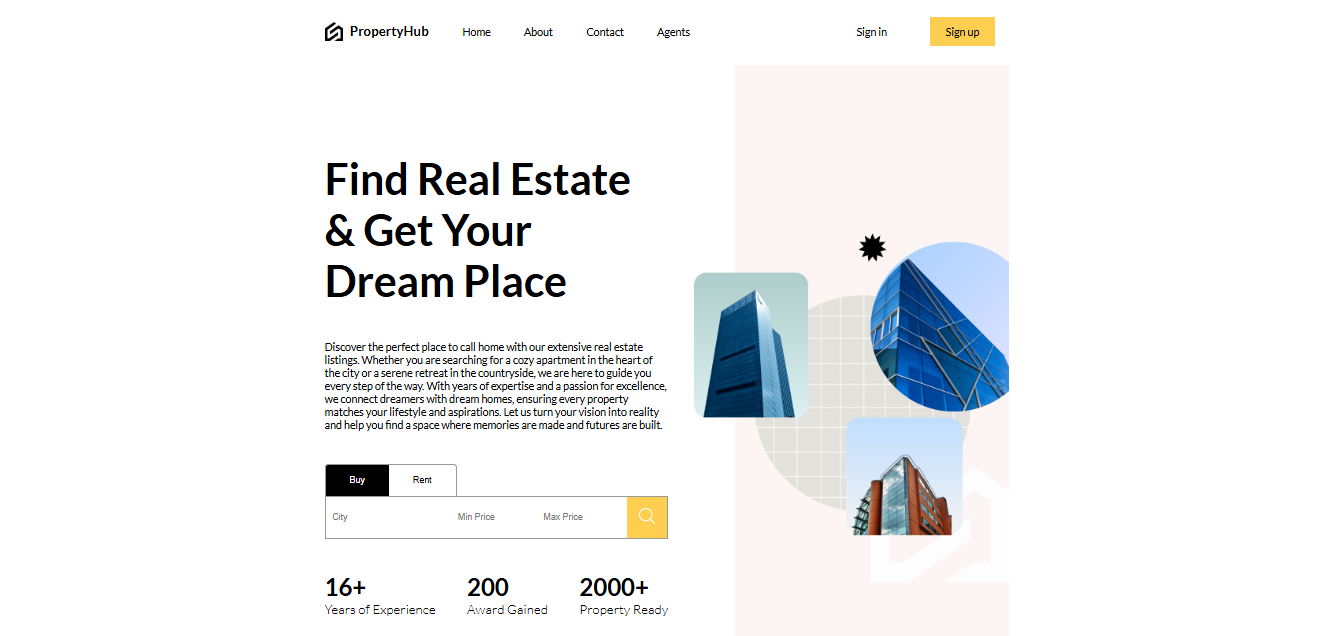 PropertyHub Home About Contact Agents Sign in Sign up
Find Real Estate
& Get Your
Dream Place
Discover the perfect place to call home with our extensive real estate
listings. Whether you are searching for a cozy apartment in the heart of
the city or a serene retreat in the countryside, we are here to guide you
every step of the way. With years of expertise and a passion for excellence,
we connect dreamers with dream homes, ensuring every property
matches your lifestyle and aspirations. Let us turn your vision into reality
and help you find a space where memories are made and futures are built.
Buy Rent
City Min Price Max Price
16+ 200 2000+
Years of Experience Award Gained Property Ready